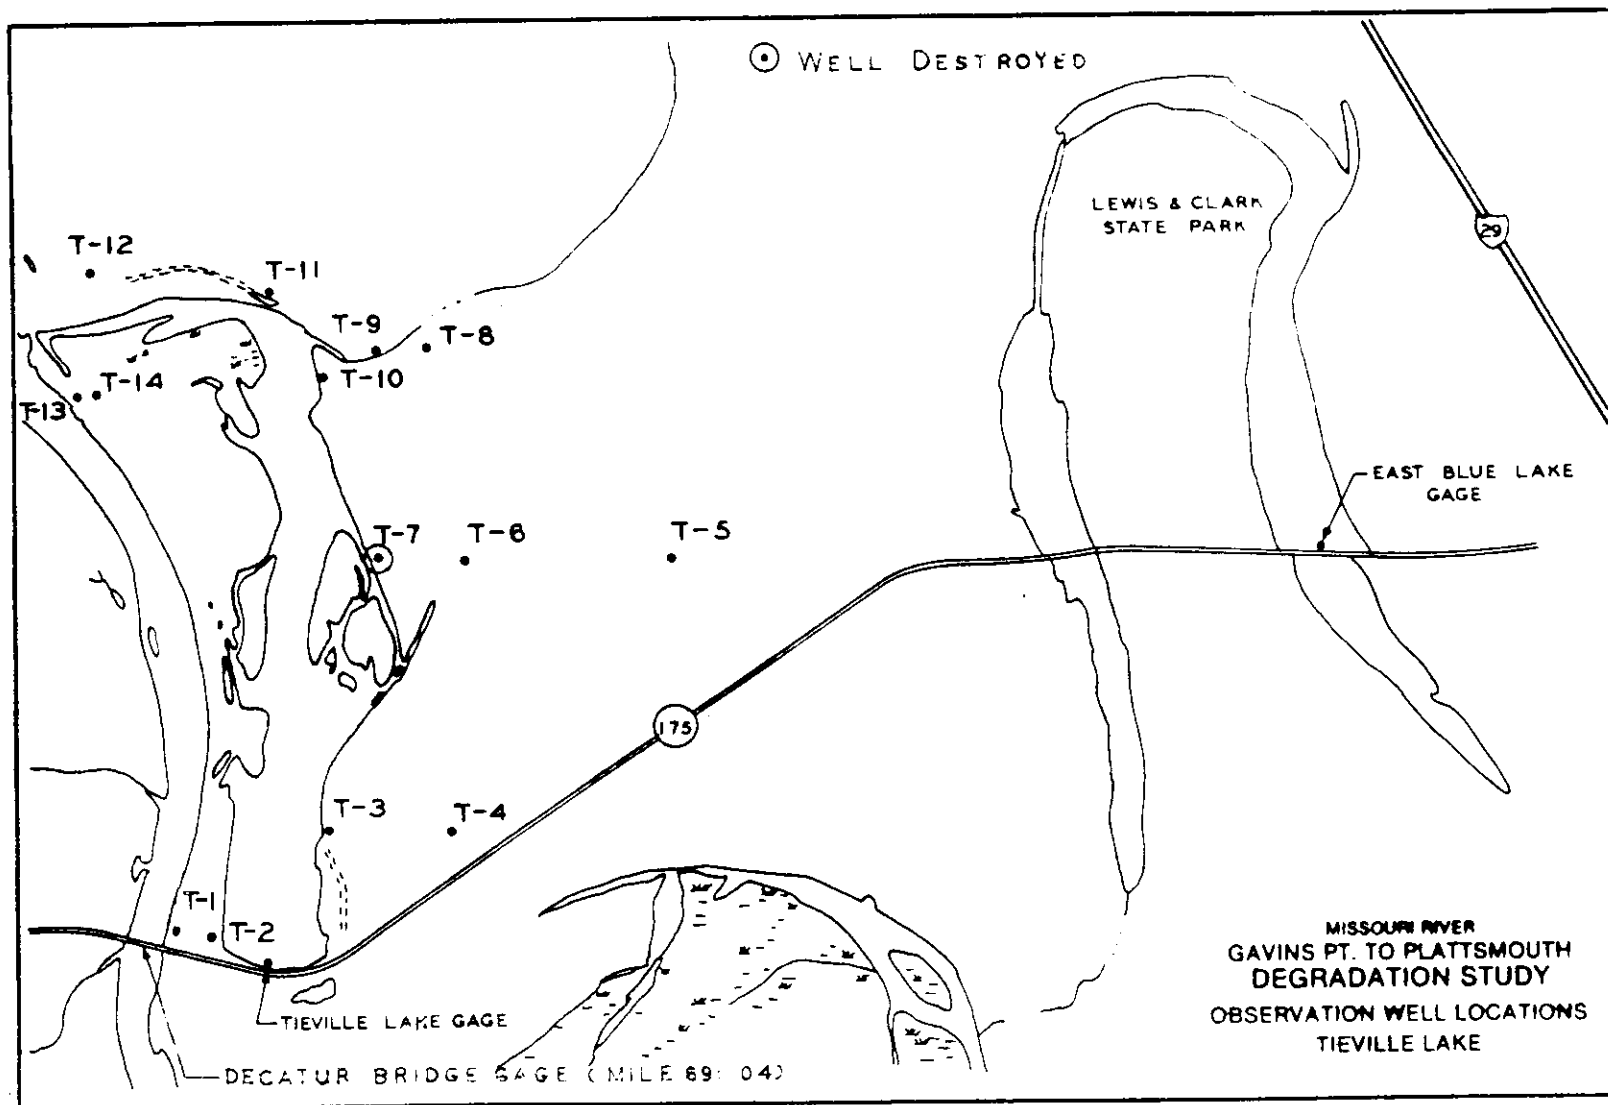 WELL DESTROYED
LEWIS & CLARK
STATE PARK
29
T-12
T-11
T-9
T-8
T-10
T-14
T-13
EAST BLUE LAKE
GAGE
T-7
T-6
T-5
175
T-3
T-4
T-1
T-2
TIEVILLE LAKE GAGE
DECATUR BRIDGE GAGE (MILE 69: 04)
MISSOURI RIVER
GAVINS PT. TO PLATTSMOUTH
DEGRADATION STUDY
OBSERVATION WELL LOCATIONS
TIEVILLE LAKE